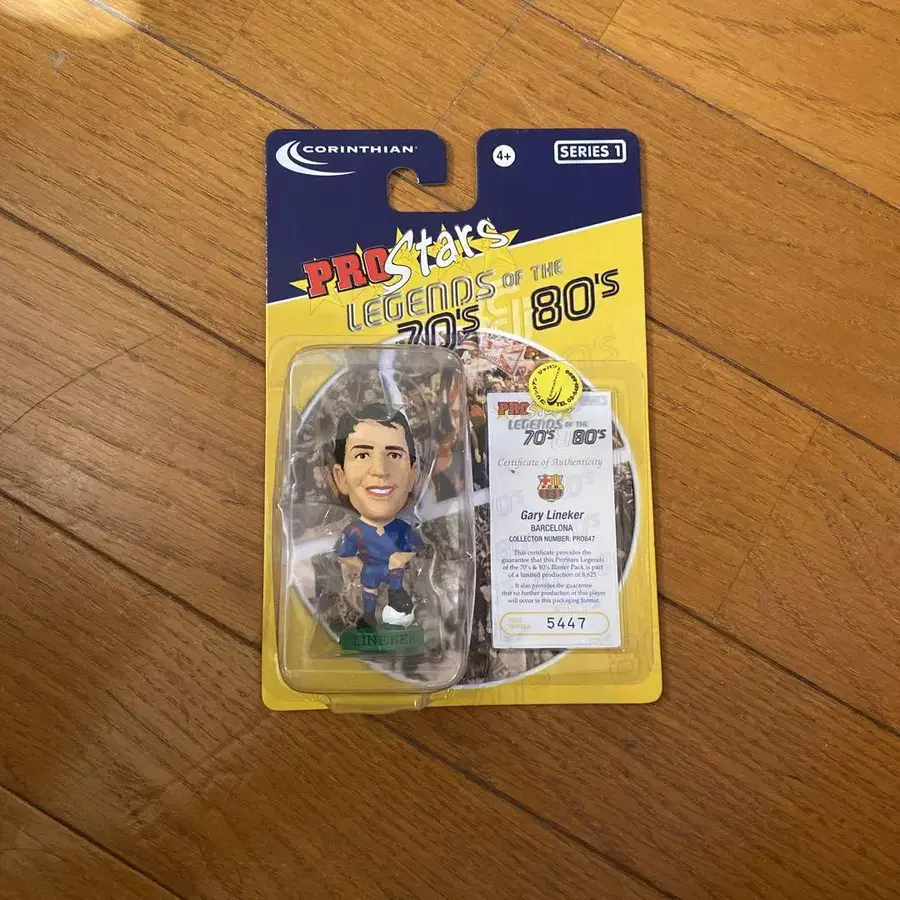 CORINTHIAN
4+
SERIES 1
PRO Stars
LEGENDS OF THE
70'S 80'S
PRO
LEGENDS OF THE
70'S 80'S
Certificate of Authenticity
Gary Lineker
BARCELONA
COLLECTOR NUMBER: PRO847
This certificate provides the
guarantee that this ProStars Legends
of the 70's & 80's Blister Pack is part
of a limited production of 8,625
It also provides the guarantee
that no further production of this player
will occur in this packaging format.
5447
LINEKER